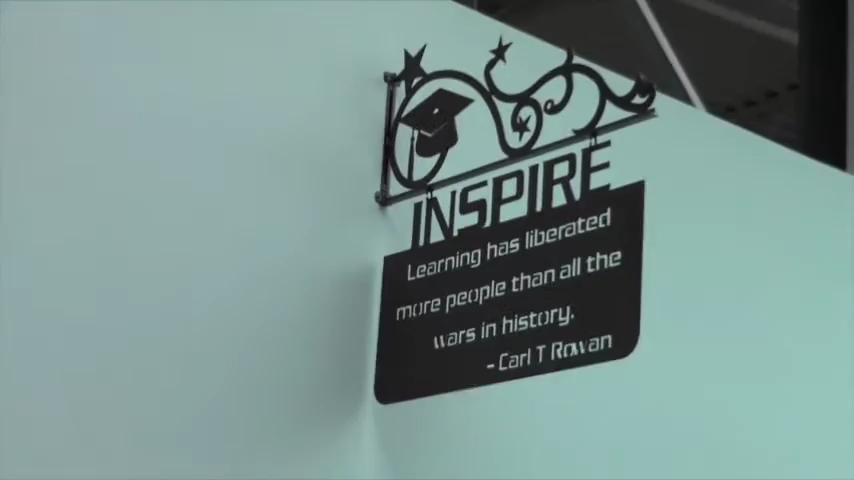 INSPIRE
Learning has liberated
more people than all the
wars in history.
- Carl T Rowan